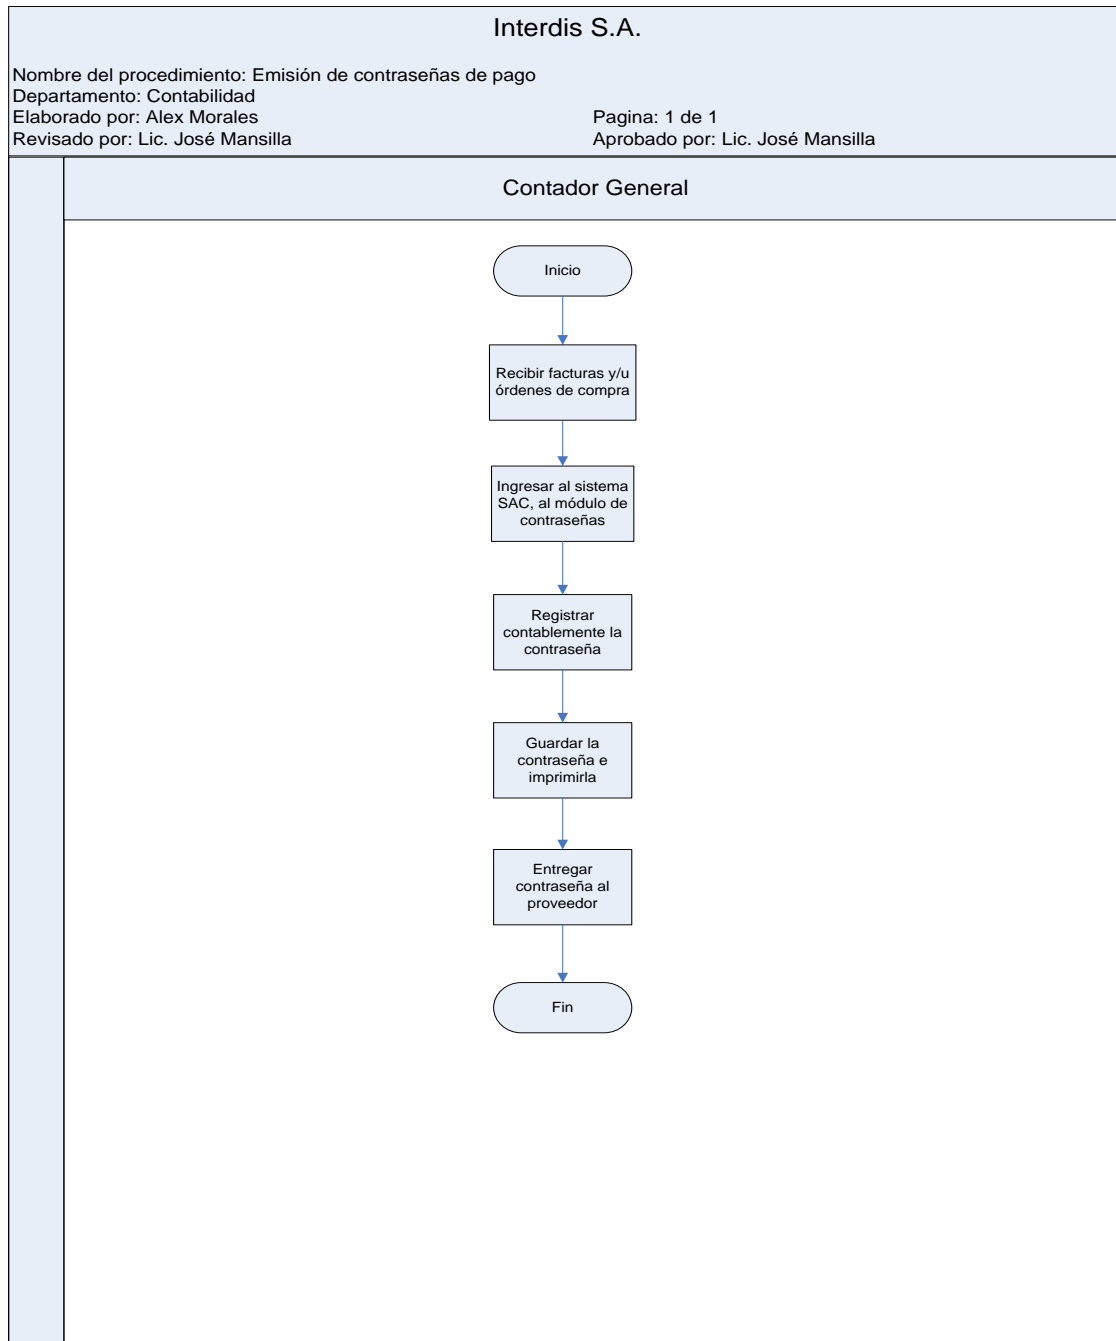 Interdis S.A.
Nombre del procedimiento: Emisión de contraseñas de pago
Departamento: Contabilidad
Elaborado por: Alex Morales Pagina: 1 de 1
Revisado por: Lic. José Mansilla Aprobado por: Lic. José Mansilla
Contador General
Inicio
Recibir facturas y/u
órdenes de compra
Ingresar al sistema
SAC, al módulo de
contraseñas
Registrar
contablemente la
contraseña
Guardar la
contraseña e
imprimirla
Entregar
contraseña al
proveedor
Fin